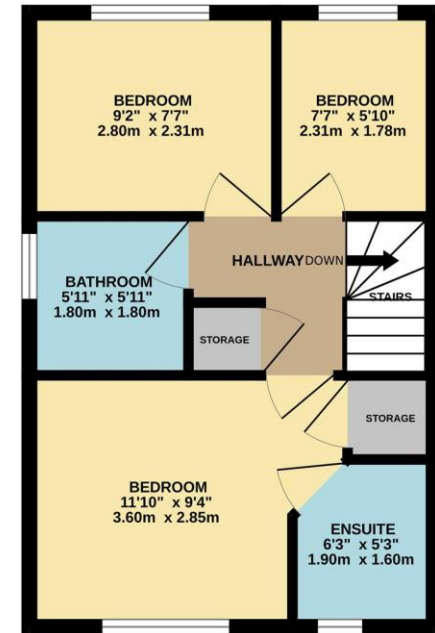 BEDROOM
9'2" x 7'7"
2.80m x 2.31m
BEDROOM
7'7" x 5'10"
2.31m x 1.78m
HALLWAY
DOWN
STAIRS
BATHROOM
5'11" x 5'11"
1.80m x 1.80m
STORAGE
STORAGE
BEDROOM
11'10" x 9'4"
3.60m x 2.85m
ENSUITE
6'3" x 5'3"
1.90m x 1.60m